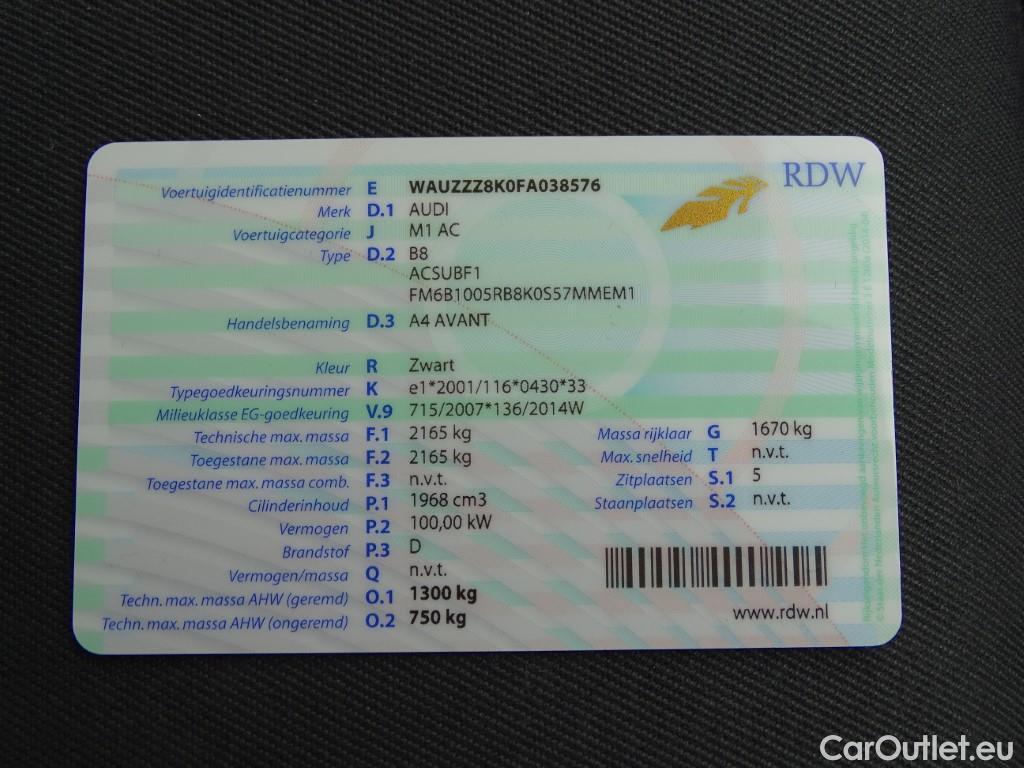 RDW
Voertuigidentificatienummer E WAUZZZ8K0FA038576
Merk D.1 AUDI
Voertuigcategorie J M1 AC
Type D.2 B8
ACSUBF1
FM6B1005RB8K0S57MMEM1
Handelsbenaming D.3 A4 AVANT
Kleur R Zwart
Typegoedkeuringsnummer K e1*2001/116*0430*33
Milieuklasse EG-goedkeuring V.9 715/2007*136/2014W
Technische max. massa F.1 2165 kg
Toegestane max. massa F.2 2165 kg
Toegestane max. massa comb. F.3 n.v.t.
Cilinderinhoud P.1 1968 cm3
Vermogen P.2 100,00 kW
Brandstof P.3 D
Vermogen/massa Q n.v.t.
Techn. max. massa AHW (geremd) O.1 1300 kg
Techn. max. massa AHW (ongeremd) O.2 750 kg
Massa rijklaar G 1670 kg
Max. snelheid T n.v.t.
Zitplaatsen S.1 5
Staanplaatsen S.2 n.v.t.
www.rdw.nl
CarOutlet.eu